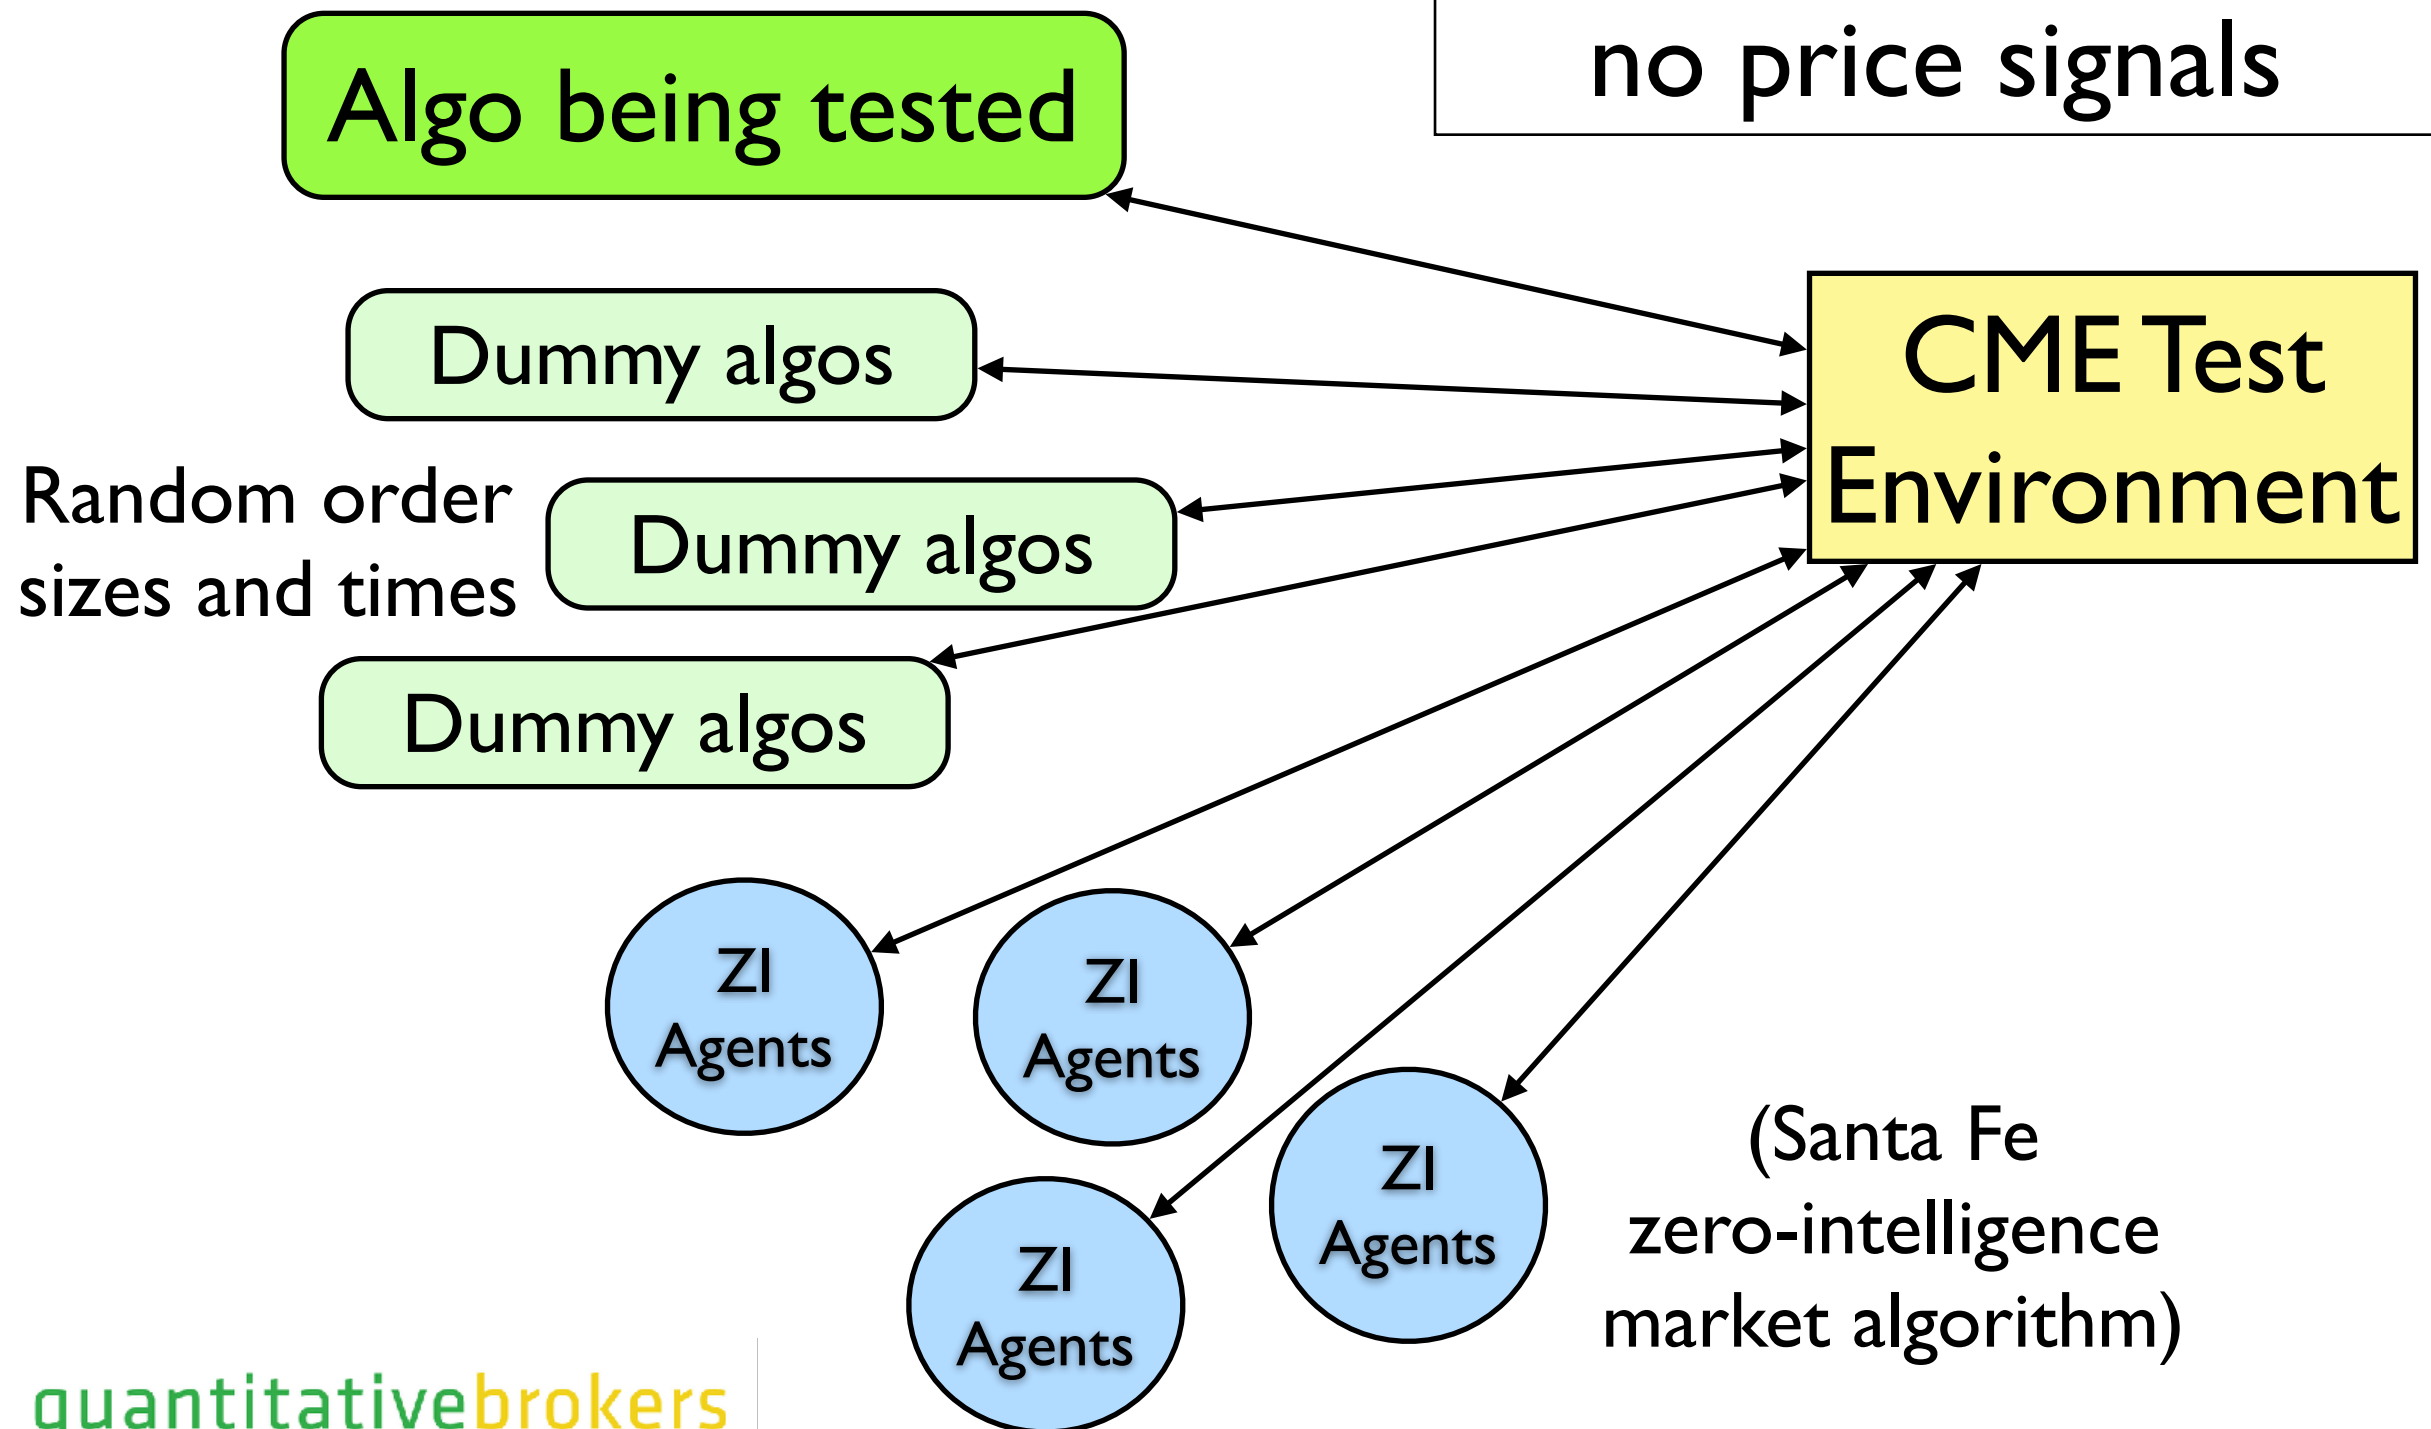 no price signals
Algo being tested
Dummy algos
CME Test
Environment
Random order
sizes and times
Dummy algos
Dummy algos
ZI
Agents
ZI
Agents
ZI
Agents
ZI
Agents
(Santa Fe
zero-intelligence
market algorithm)
quantitativebrokers